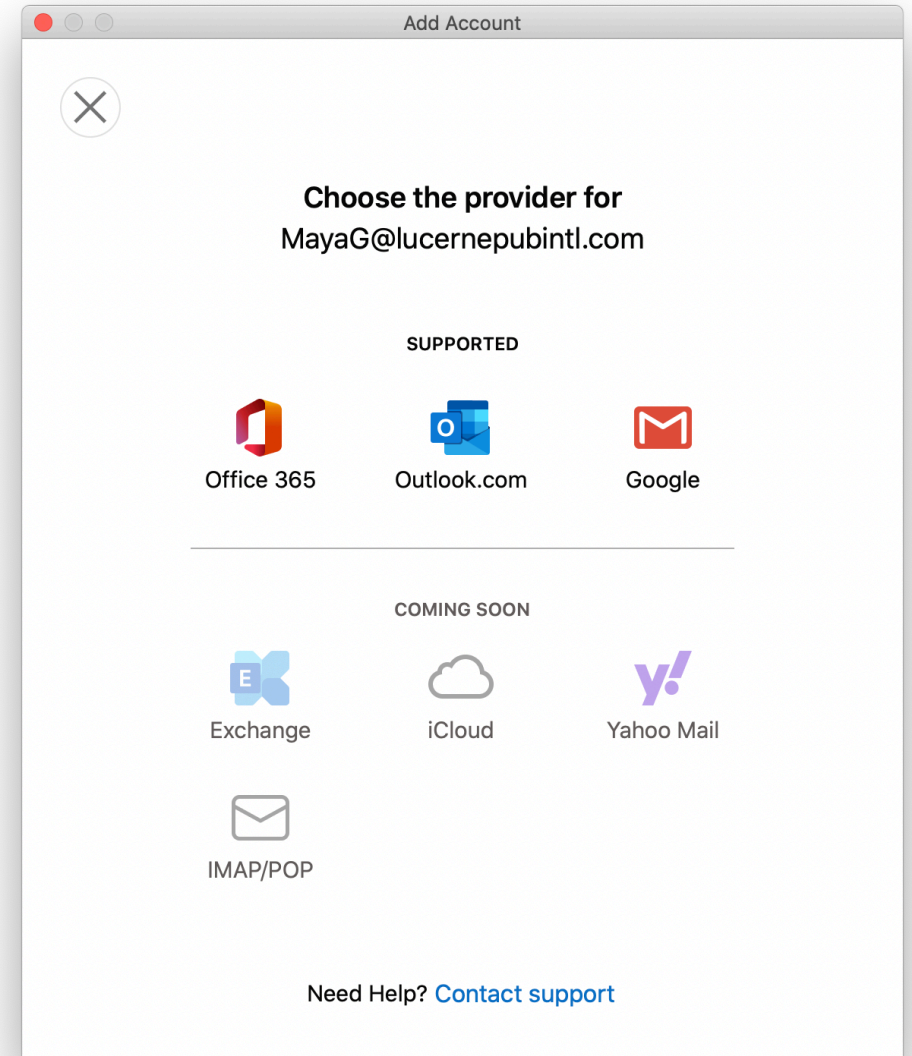 Add Account
Choose the provider for
MayaG@lucernepubintl.com
SUPPORTED
O
Office 365
Outlook.com
Google
COMING SOON
E
y!
Exchange
iCloud
Yahoo Mail
IMAP/POP
Need Help? Contact support